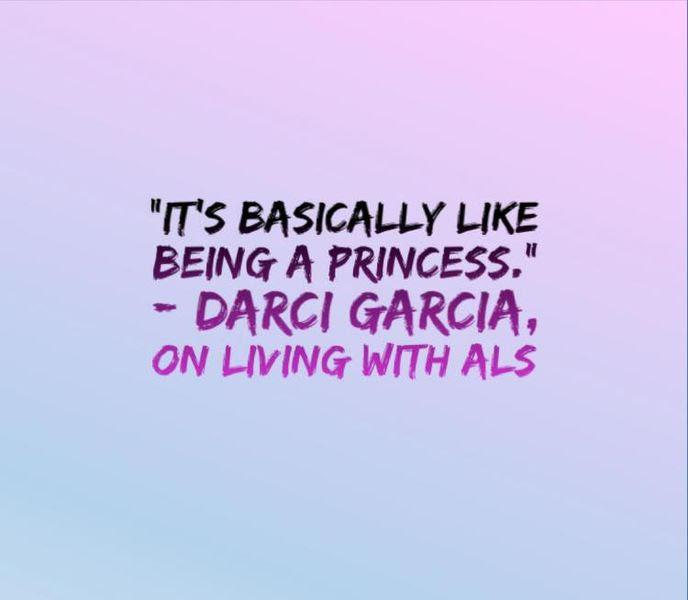 "IT'S BASICALLY LIKE
BEING A PRINCESS."
- DARCI GARCIA,
ON LIVING WITH ALS